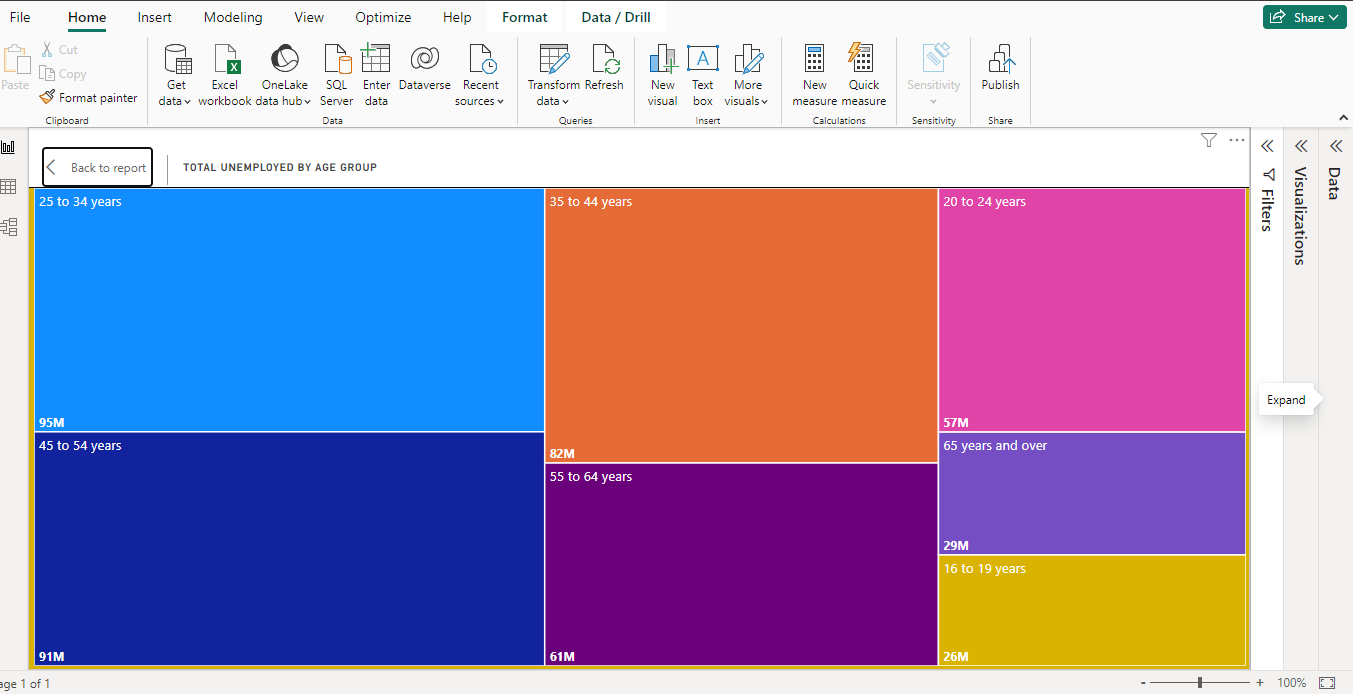 File Home Insert Modeling View Optimize Help Format Data / Drill Share
Paste
Cut
Copy
Format painter
Clipboard
Get data
Excel workbook
OneLake data hub
SQL Server
Enter data
Dataverse
Recent sources
Data
Transform data
Refresh
Queries
New visual
Text box
More visuals
Insert
New measure
Quick measure
Calculations
Sensitivity
Sensitivity
Publish
Share
Back to report
TOTAL UNEMPLOYED BY AGE GROUP
25 to 34 years
95M
45 to 54 years
91M
35 to 44 years
82M
55 to 64 years
61M
20 to 24 years
57M
65 years and over
29M
16 to 19 years
26M
Filters
Visualizations
Data
Expand
age 1 of 1
- + 100%